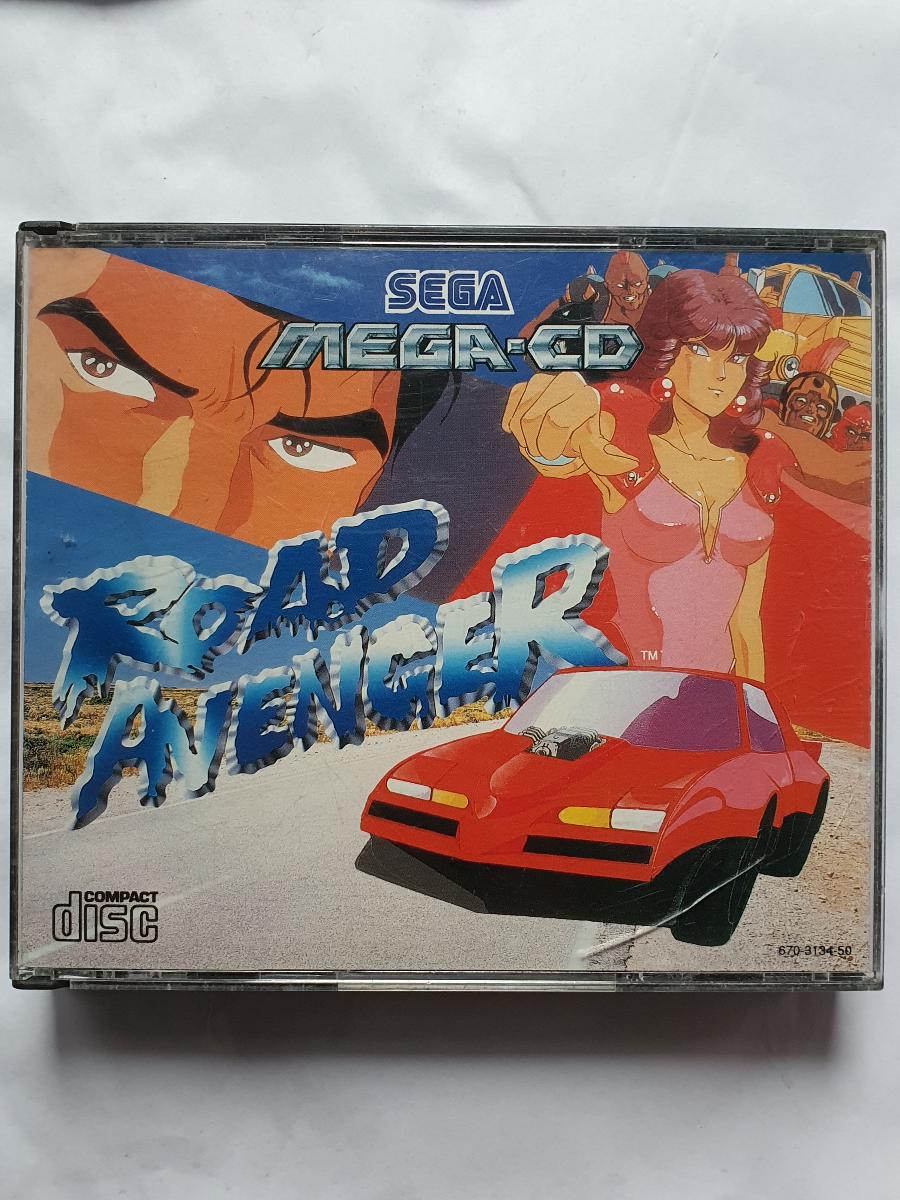 SEGA
MEGA-CD
ROAD
AVENGER
TM
COMPACT
disc
670-3134-50